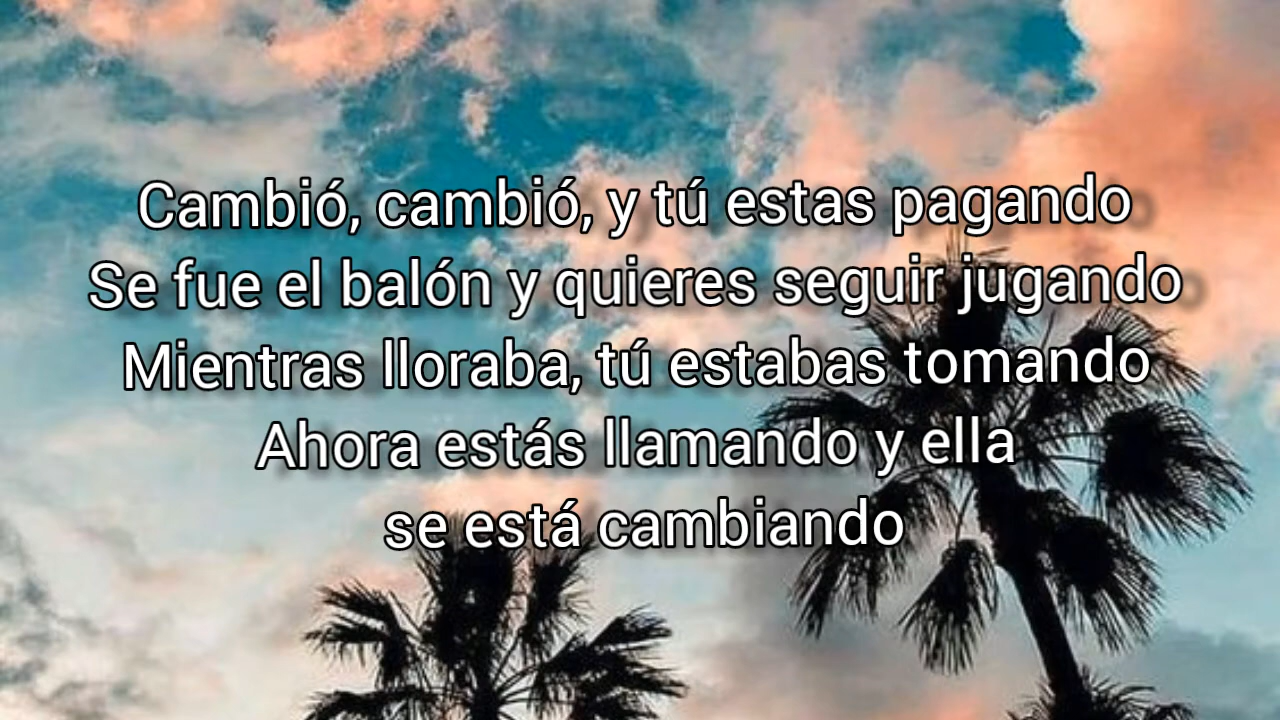 Cambió, cambió, y tú estas pagando
Se fue el balón y quieres seguir jugando
Mientras lloraba, tú estabas tomando
Ahora estás llamando y ella
se está cambiando